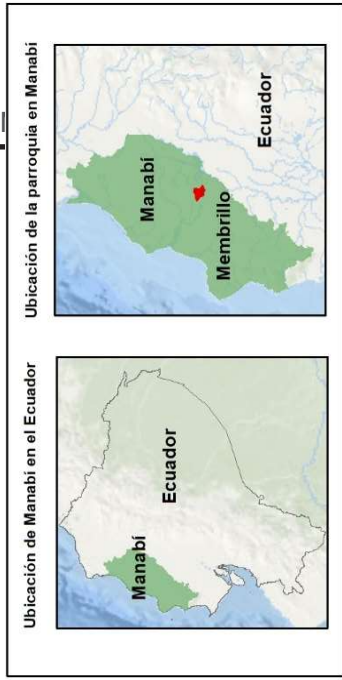 Ubicación de Manabí en el Ecuador
Manabí
Ecuador
Ubicación de la parroquia en Manabí
Manabí
Membrillo
Ecuador